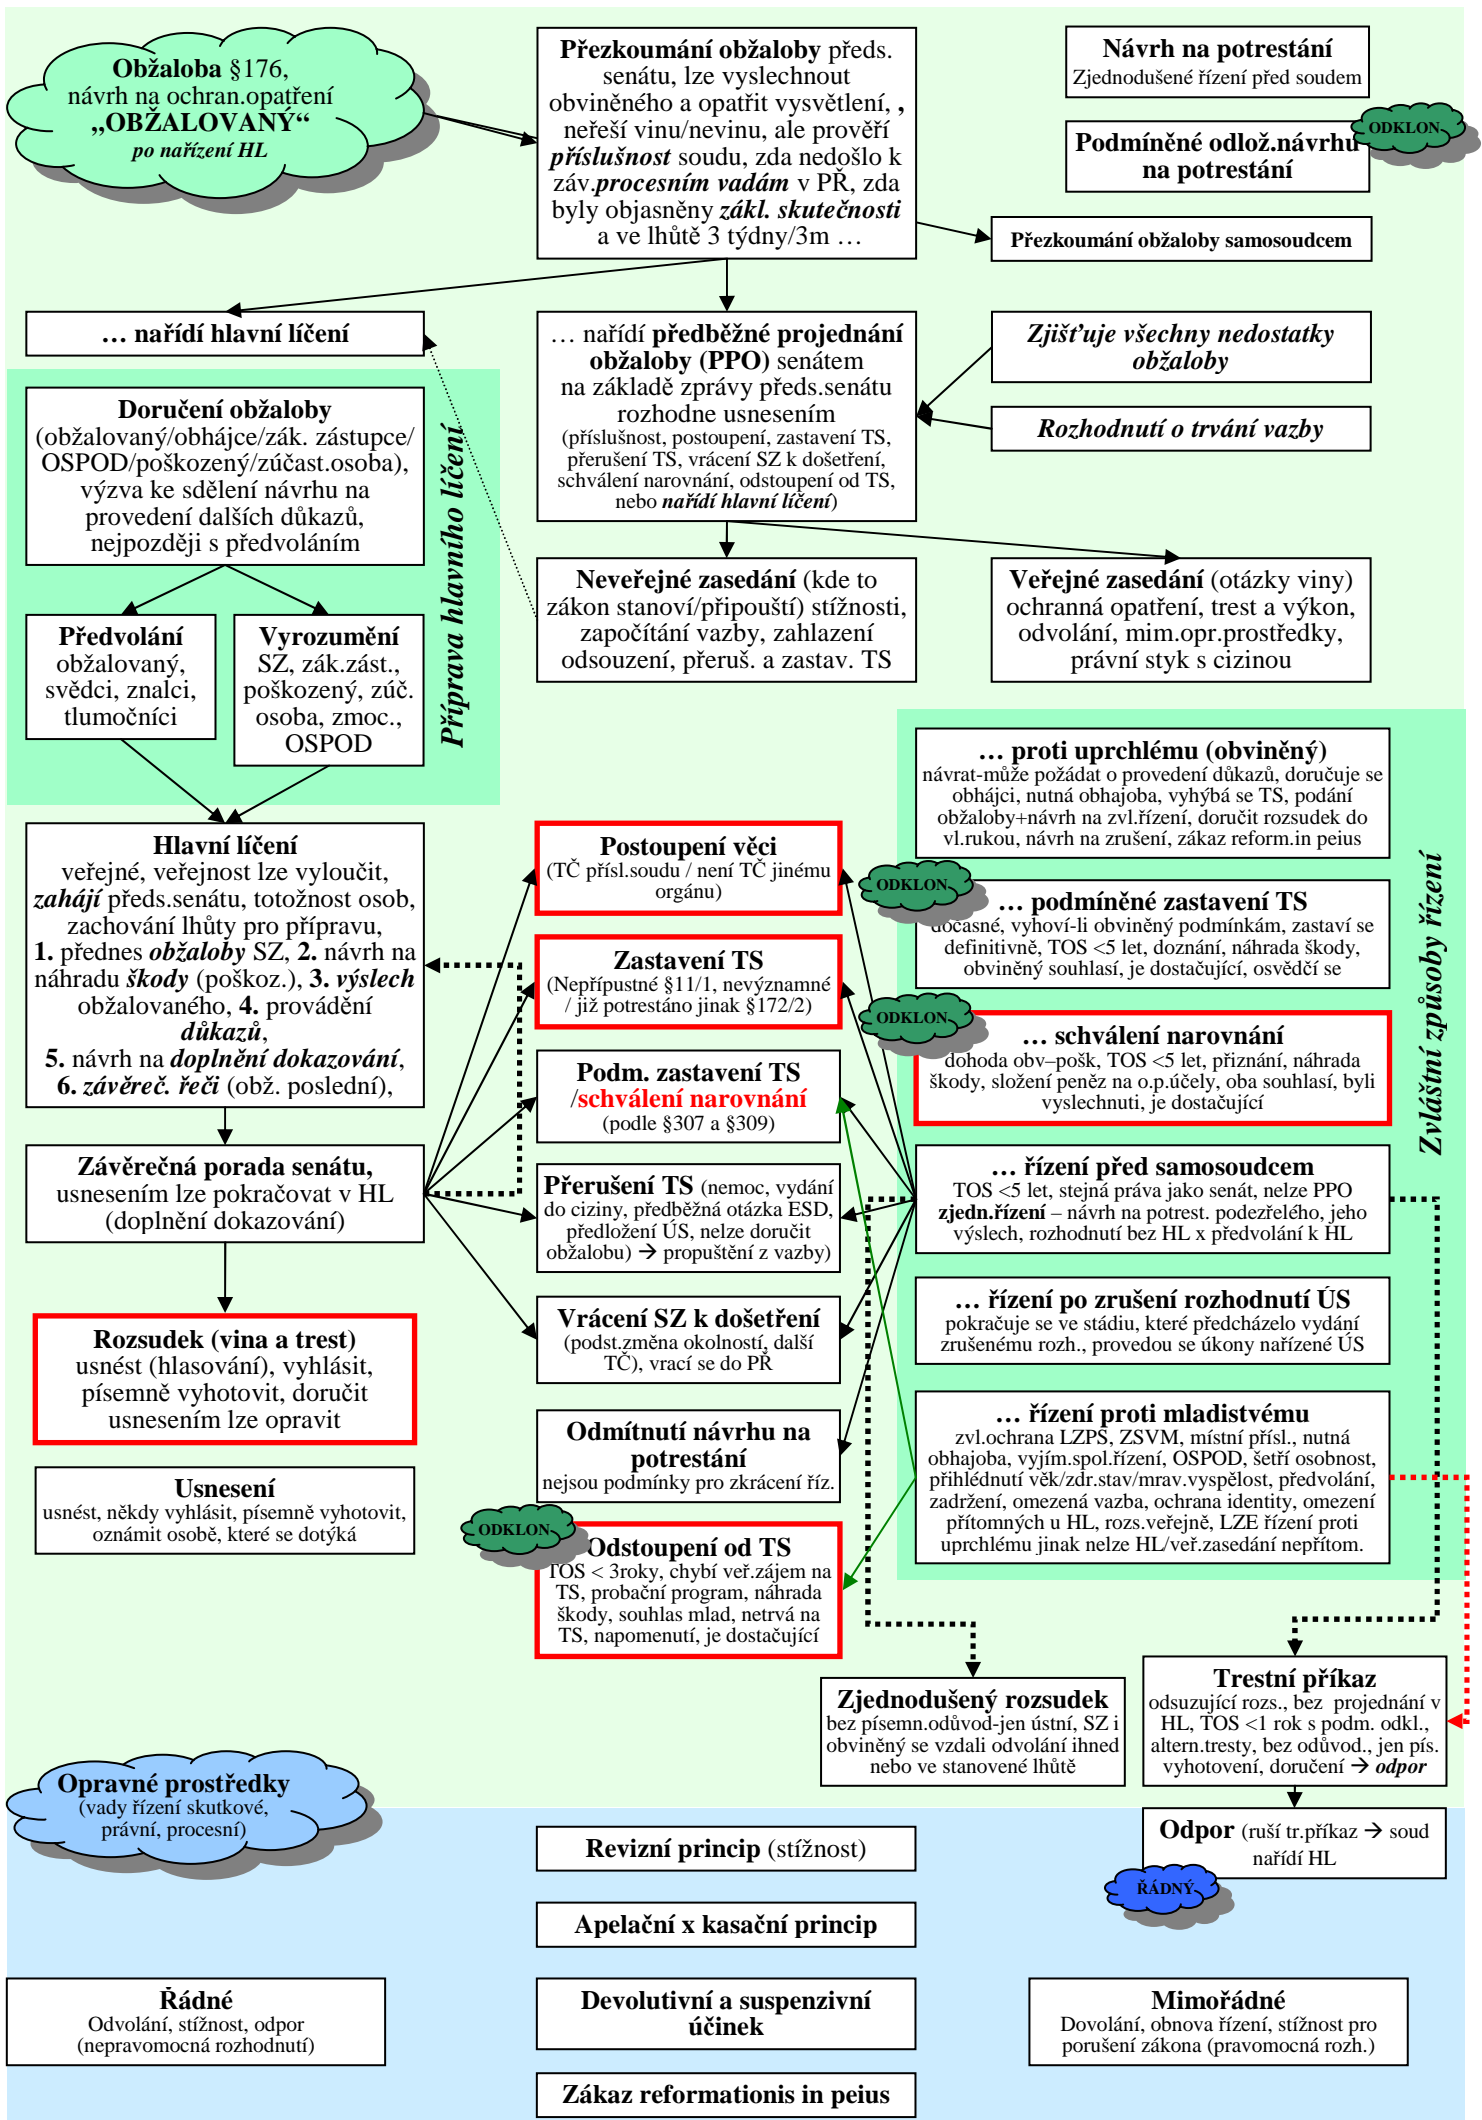 Obžaloba §176,
návrh na ochran.opatření
„OBŽALOVANÝ“
po nařízení HL
Přezkoumání obžaloby předs.
senátu, lze vyslechnout
obviněného a opatřit vysvětlení, ,
neřeší vinu/nevinu, ale prověří
příslušnost soudu, zda nedošlo k
záv.procesním vadám v PŘ, zda
byly objasněny zákl. skutečnosti
a ve lhůtě 3 týdny/3m …
Návrh na potrestání
Zjednodušené řízení před soudem
ODKLON
Podmíněné odlož.návrhu
na potrestání
Přezkoumání obžaloby samosoudcem
… nařídí hlavní líčení
… nařídí předběžné projednání
obžaloby (PPO) senátem
na základě zprávy předs.senátu
rozhodne usnesením
(příslušnost, postoupení, zastavení TS,
přerušení TS, vrácení SZ k došetření,
schválení narovnání, odstoupení od TS,
nebo nařídí hlavní líčení)
Zjišťuje všechny nedostatky
obžaloby
Rozhodnutí o trvání vazby
Doručení obžaloby
(obžalovaný/obhájce/zák. zástupce/
OSPOD/poškozený/zúčast.osoba),
výzva ke sdělení návrhu na
provedení dalších důkazů,
nejpozději s předvoláním
Příprava hlavního líčení
Předvolání
obžalovaný,
svědci, znalci,
tlumočníci
Vyrozumění
SZ, zák.zást.,
poškozený, zúč.
osoba, zmoc.,
OSPOD
Neveřejné zasedání (kde to
zákon stanoví/připouští) stížnosti,
započítání vazby, zahlazení
odsouzení, přeruš. a zastav. TS
Veřejné zasedání (otázky viny)
ochranná opatření, trest a výkon,
odvolání, mim.opr.prostředky,
právní styk s cizinou
Hlavní líčení
veřejné, veřejnost lze vyloučit,
zahájí předs.senátu, totožnost osob,
zachování lhůty pro přípravu,
1. přednes obžaloby SZ, 2. návrh na
náhradu škody (poškoz.), 3. výslech
obžalovaného, 4. provádění
důkazů,
5. návrh na doplnění dokazování,
6. závěreč. řeči (obž. poslední),
Závěrečná porada senátu,
usnesením lze pokračovat v HL
(doplnění dokazování)
Rozsudek (vina a trest)
usnést (hlasování), vyhlásit,
písemně vyhotovit, doručit
usnesením lze opravit
Usnesení
usnést, někdy vyhlásit, písemně vyhotovit,
oznámit osobě, které se dotýká
Postoupení věci
(TČ přísl.soudu / není TČ jinému
orgánu)
Zastavení TS
(Nepřípustné §11/1, nevýznamné
/ již potrestáno jinak §172/2)
Podm. zastavení TS
/schválení narovnání
(podle §307 a §309)
Přerušení TS (nemoc, vydání
do ciziny, předběžná otázka ESD,
předložení ÚS, nelze doručit
obžalobu) → propuštění z vazby)
Vrácení SZ k došetření
(podst.změna okolností, další
TČ), vrací se do PŘ
Odmítnutí návrhu na
potrestání
nejsou podmínky pro zkrácení říz.
ODKLON
Odstoupení od TS
TOS < 3roky, chybí veř.zájem na
TS, probační program, náhrada
škody, souhlas mlad, netrvá na
TS, napomenutí, je dostačující
Zvláštní způsoby řízení
… proti uprchlému (obviněný)
návrat-může požádat o provedení důkazů, doručuje se
obhájci, nutná obhajoba, vyhýbá se TS, podání
obžaloby+návrh na zvl.řízení, doručit rozsudek do
vl.rukou, návrh na zrušení, zákaz reform.in peius
ODKLON
… podmíněné zastavení TS
dočasné, vyhoví-li obviněný podmínkám, zastaví se
definitivně, TOS <5 let, doznání, náhrada škody,
obviněný souhlasí, je dostačující, osvědčí se
ODKLON
… schválení narovnání
dohoda obv–pošk, TOS <5 let, přiznání, náhrada
škody, složení peněz na o.p.účely, oba souhlasí, byli
vyslechnuti, je dostačující
… řízení před samosoudcem
TOS <5 let, stejná práva jako senát, nelze PPO
zjedn.řízení – návrh na potrest. podezřelého, jeho
výslech, rozhodnutí bez HL x předvolání k HL
… řízení po zrušení rozhodnutí ÚS
pokračuje se ve stádiu, které předcházelo vydání
zrušenému rozh., provedou se úkony nařízené ÚS
… řízení proti mladistvému
zvl.ochrana LZPS, ZSVM, místní přísl., nutná
obhajoba, vyjím.spol.řízení, OSPOD, šetří osobnost,
přihlédnutí věk/zdr.stav/mrav.vyspělost, předvolání,
zadržení, omezená vazba, ochrana identity, omezení
přítomných u HL, rozs.veřejně, LZE řízení proti
uprchlému jinak nelze HL/veř.zasedání nepřítom.
Zjednodušený rozsudek
bez písemn.odůvod-jen ústní, SZ i
obviněný se vzdali odvolání ihned
nebo ve stanovené lhůtě
Trestní příkaz
odsuzující rozs., bez projednání v
HL, TOS <1 rok s podm. odkl.,
altern.tresty, bez odůvod., jen pís.
vyhotovení, doručení → odpor
Opravné prostředky
(vady řízení skutkové,
právní, procesní)
Odpor (ruší tr.příkaz → soud
nařídí HL
ŘÁDNÝ
Revizní princip (stížnost)
Apelační x kasační princip
Řádné
Odvolání, stížnost, odpor
(nepravomocná rozhodnutí)
Devolutivní a suspenzivní
účinek
Mimořádné
Dovolání, obnova řízení, stížnost pro
porušení zákona (pravomocná rozh.)
Zákaz reformationis in peius